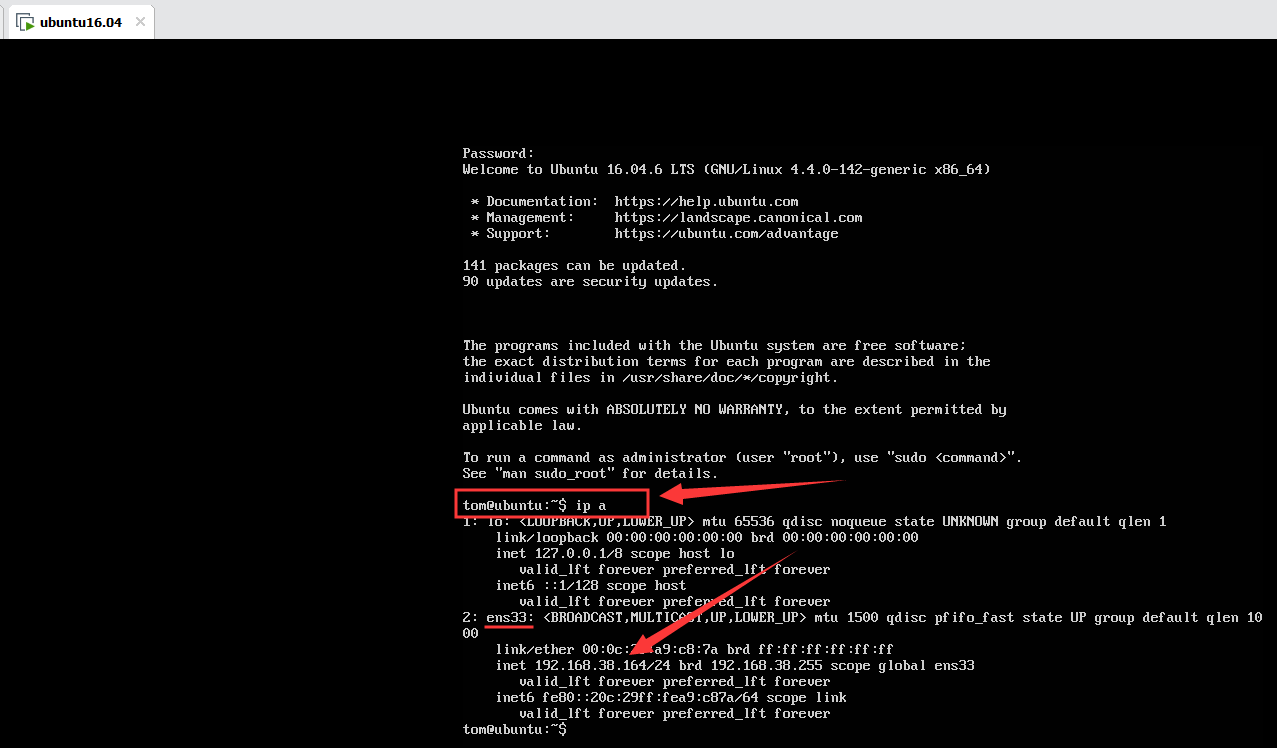 ubuntu16.04
Password:
Welcome to Ubuntu 16.04.6 LTS (GNU/Linux 4.4.0-142-generic x86_64)
* Documentation: https://help.ubuntu.com
* Management: https://landscape.canonical.com
* Support: https://ubuntu.com/advantage
141 packages can be updated.
90 updates are security updates.
The programs included with the Ubuntu system are free software;
the exact distribution terms for each program are described in the
individual files in /usr/share/doc/*/copyright.
Ubuntu comes with ABSOLUTELY NO WARRANTY, to the extent permitted by
applicable law.
To run a command as administrator (user "root"), use "sudo <command>".
See "man sudo_root" for details.
tom@ubuntu:~$ ip a
1: lo: <LOOPBACK,UP,LOWER_UP> mtu 65536 qdisc noqueue state UNKNOWN group default qlen 1
link/loopback 00:00:00:00:00:00 brd 00:00:00:00:00:00
inet 127.0.0.1/8 scope host lo
valid_lft forever preferred_lft forever
inet6 ::1/128 scope host
valid_lft forever preferred_lft forever
2: ens33: <BROADCAST,MULTICAST,UP,LOWER_UP> mtu 1500 qdisc pfifo_fast state UP group default qlen 10
00
link/ether 00:0c:29:a9:c8:7a brd ff:ff:ff:ff:ff:ff
inet 192.168.38.164/24 brd 192.168.38.255 scope global ens33
valid_lft forever preferred_lft forever
inet6 fe80::20c:29ff:fea9:c87a/64 scope link
valid_lft forever preferred_lft forever
tom@ubuntu:~$